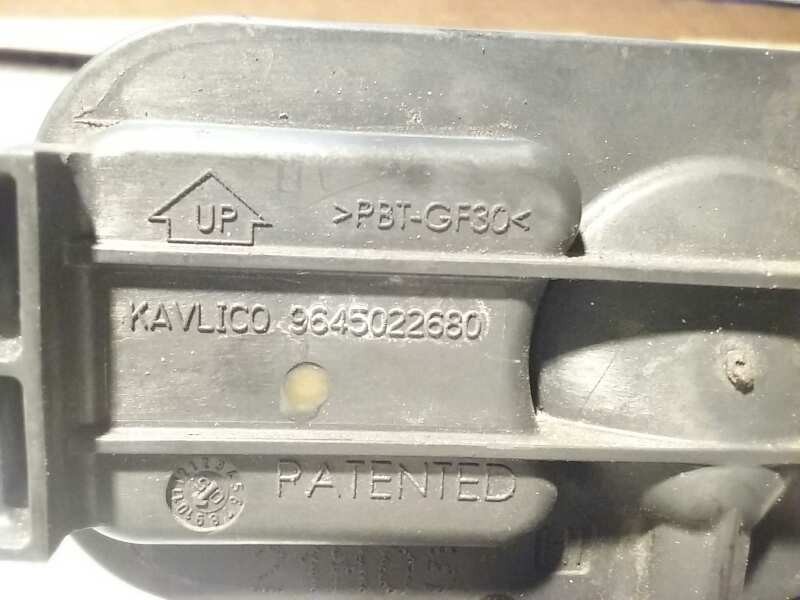 UP
>PBT-GF30<
KAVLICO 9645022680
PATENTED